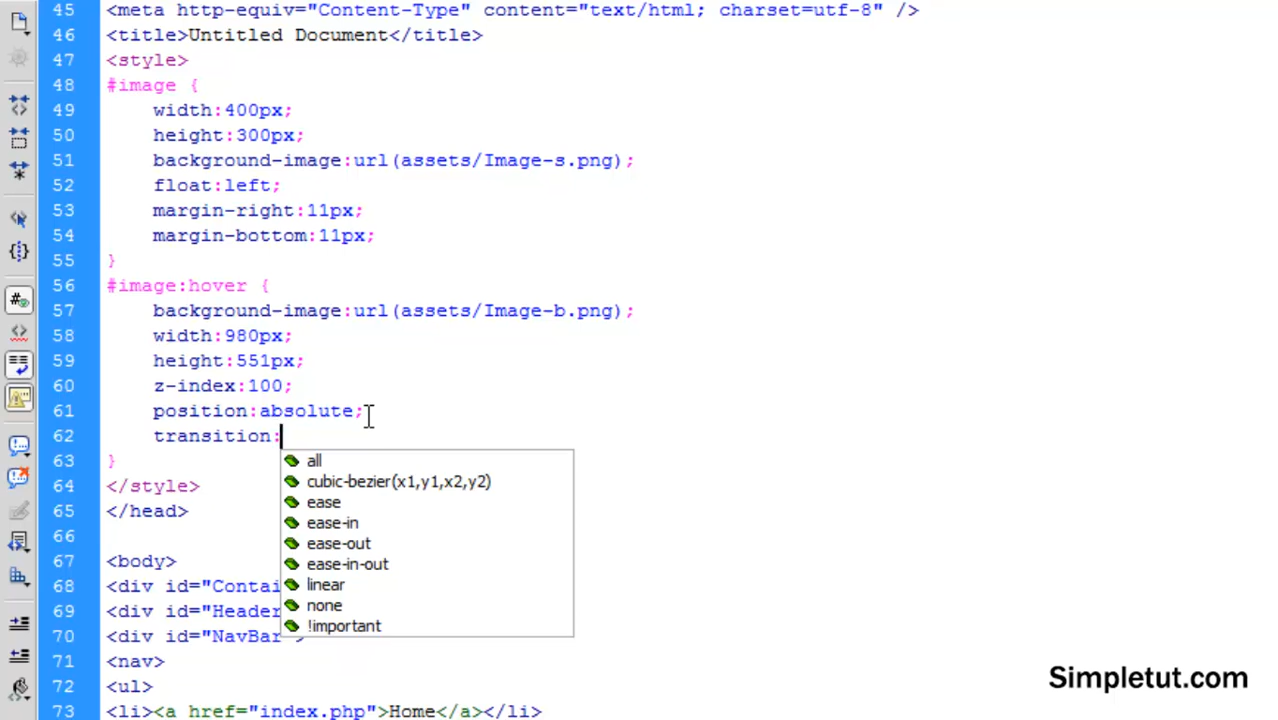 45 <meta http-equiv="Content-Type" content="text/html; charset=utf-8" />
46 <title>Untitled Document</title>
47 <style>
48 #image {
49 width:400px;
50 height:300px;
51 background-image:url(assets/Image-s.png);
52 float:left;
53 margin-right:11px;
54 margin-bottom:11px;
55 }
56 #image:hover {
57 background-image:url(assets/Image-b.png);
58 width:980px;
59 height:551px;
60 z-index:100;
61 position:absolute;
62 transition:
63 }
all
64 </style>
cubic-bezier(x1,y1,x2,y2)
ease
65 </head>
ease-in
66
ease-out
67 <body>
ease-in-out
68 <div id="Contai
linear
69 <div id="Header
none
70 <div id="NavBar">
!important
71 <nav>
72 <ul>
73 <li><a href="index.php">Home</a></li>
Simpletut.com